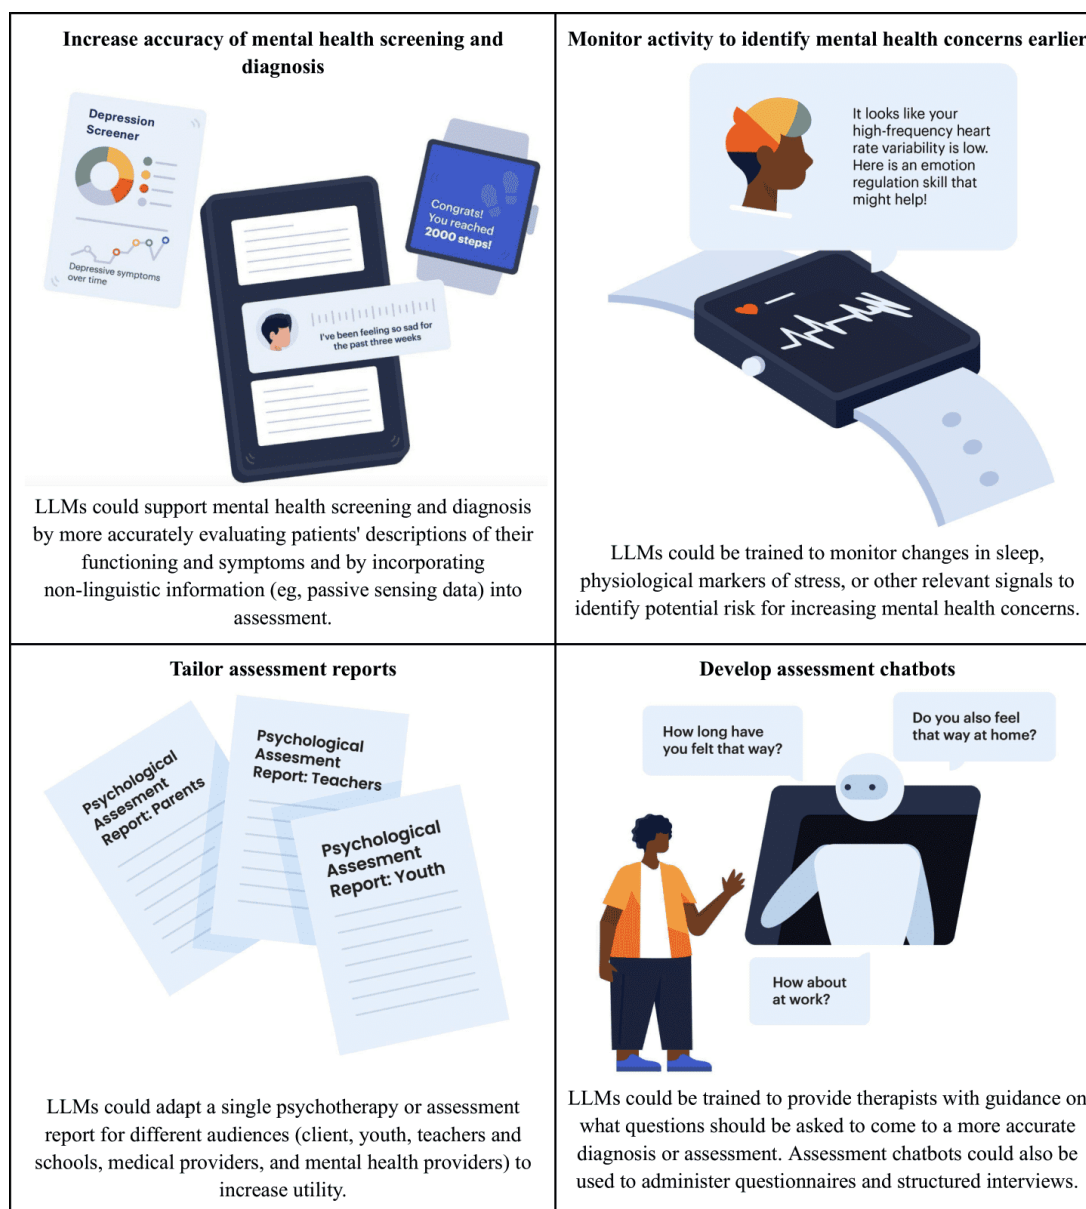 Increase accuracy of mental health screening and
diagnosis
Depression
Screener
Depressive symptoms
over time
Congrats!
You reached
2000 steps!
I've been feeling so sad for
the past three weeks
LLMs could support mental health screening and diagnosis
by more accurately evaluating patients' descriptions of their
functioning and symptoms and by incorporating
non-linguistic information (eg, passive sensing data) into
assessment.
Monitor activity to identify mental health concerns earlier
It looks like your
high-frequency heart
rate variability is low.
Here is an emotion
regulation skill that
might help!
LLMs could be trained to monitor changes in sleep,
physiological markers of stress, or other relevant signals to
identify potential risk for increasing mental health concerns.
Tailor assessment reports
Psychological
Assesment
Report: Parents
Psychological
Assesment
Report: Teachers
Psychological
Assesment
Report: Youth
LLMs could adapt a single psychotherapy or assessment
report for different audiences (client, youth, teachers and
schools, medical providers, and mental health providers) to
increase utility.
Develop assessment chatbots
How long have
you felt that way?
Do you also feel
that way at home?
How about
at work?
LLMs could be trained to provide therapists with guidance on
what questions should be asked to come to a more accurate
diagnosis or assessment. Assessment chatbots could also be
used to administer questionnaires and structured interviews.